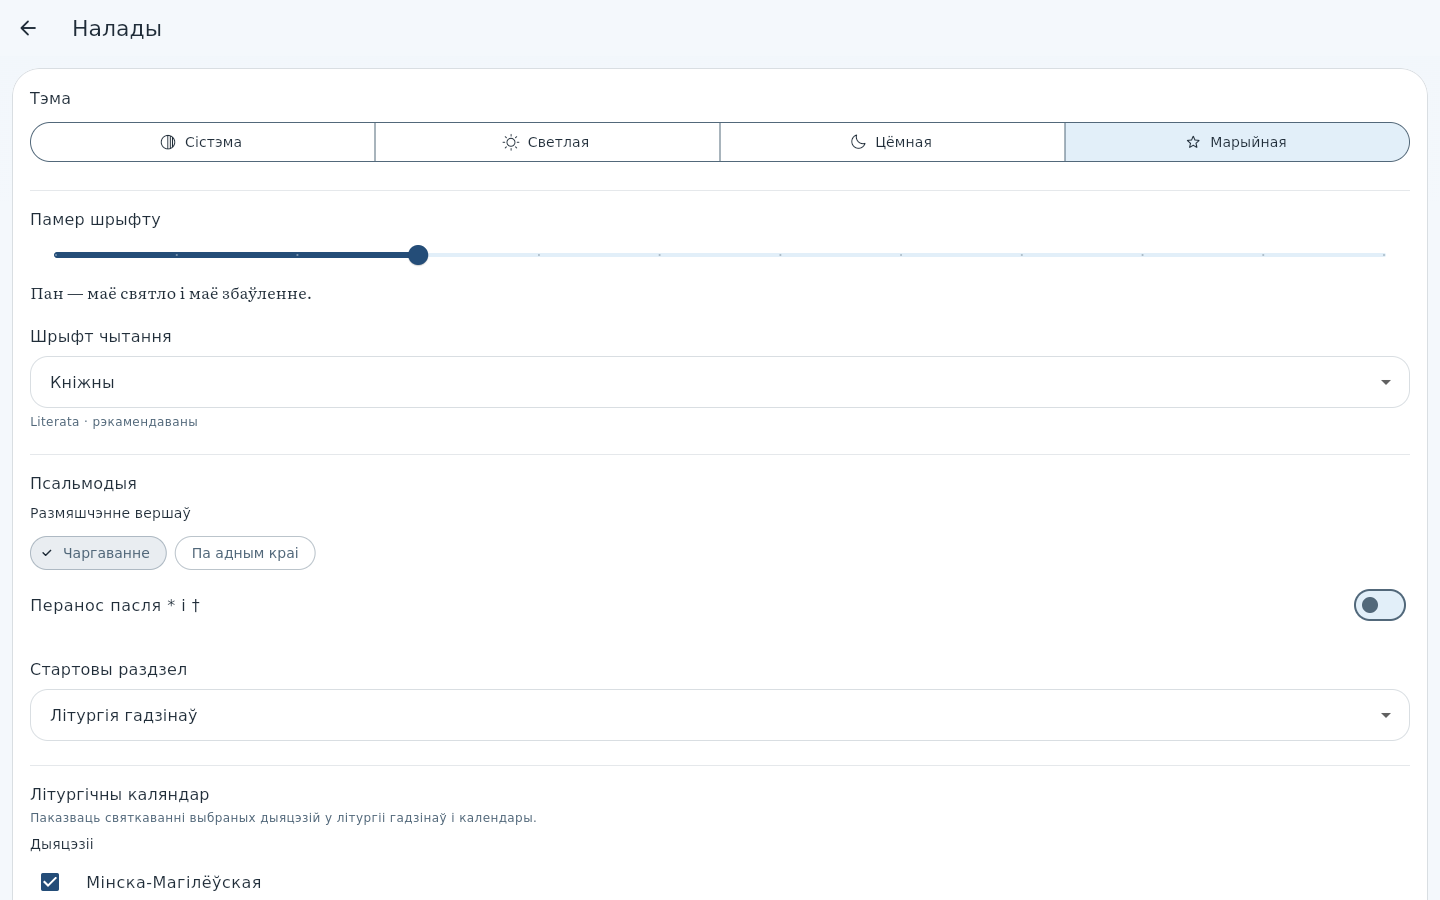 Налады
Тэма
Сістэма
Светлая
Цёмная
Марыйная
Памер шрыфту
Пан — маё святло і маё збаўленне.
Шрыфт чытання
Кніжны
Literata · рэкамендаваны
Псальмодыя
Размяшчэнне вершаў
Чаргаванне
Па адным краі
Перанос пасля * і †
Стартовы раздзел
Літургія гадзінаў
Літургічны каляндар
Паказваць святкаванні выбраных дыяцэзій у літургіі гадзінаў і календары.
Дыяцэзіі
Мінска-Магілёўская